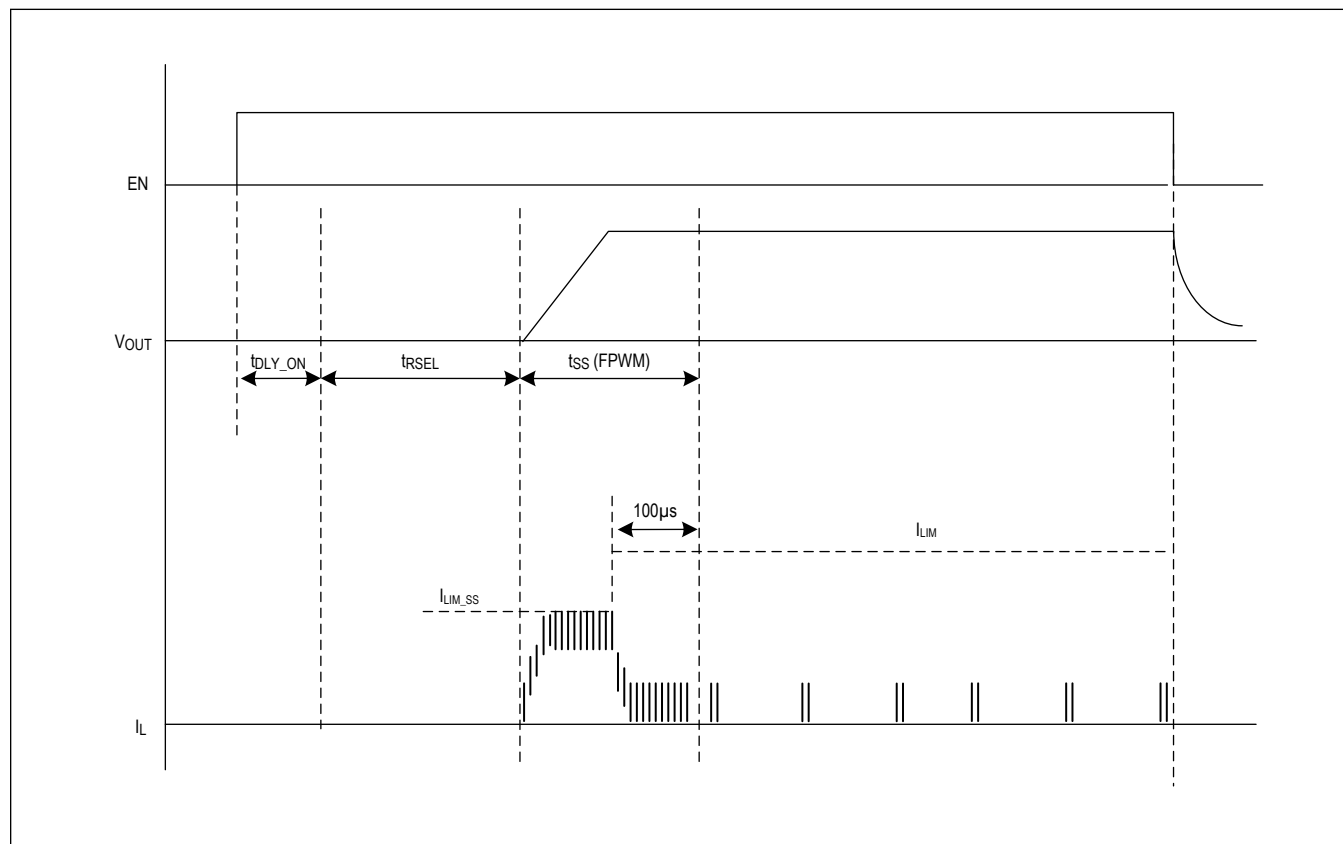 EN
VOUT
tDLY_ON
tRSEL
tSS (FPWM)
100µs
ILIM
ILIM_SS
IL